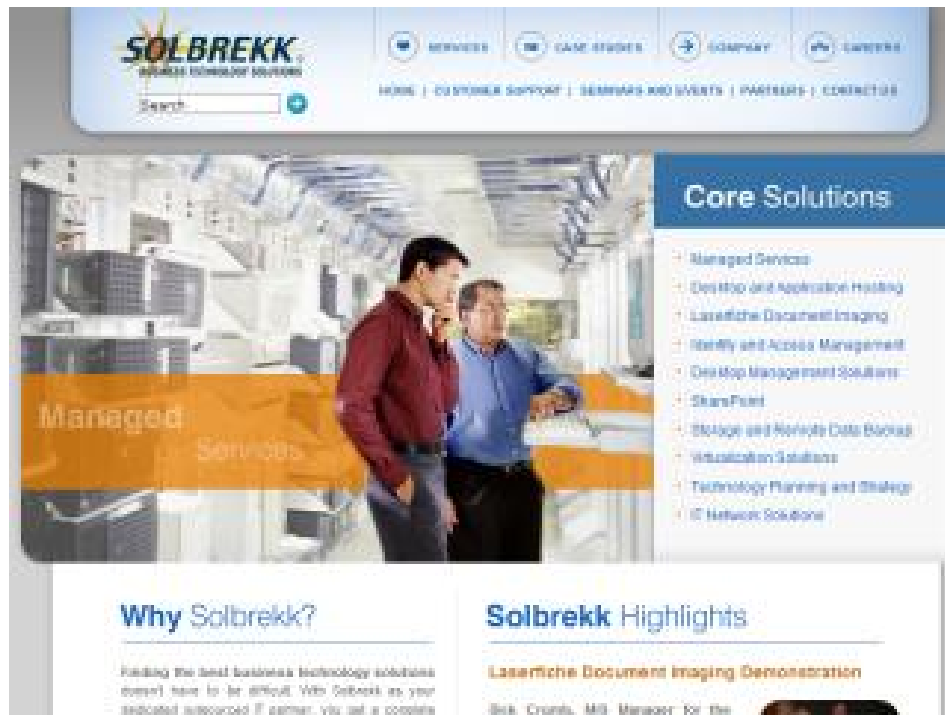 SOLBREKK
BUSINESS TECHNOLOGY SOLUTIONS
SERVICES
CASE STUDIES
COMPANY
CAREERS
Search
HOME | CUSTOMER SUPPORT | SEMINARS AND EVENTS | PARTNERS | CONTACT US
Core Solutions
Managed Services
Desktop and Application Hosting
Laserfiche Document Imaging
Identity and Access Management
Desktop Management Solutions
SharePoint
Storage and Remote Data Backup
Virtualization Solutions
Technology Planning and Strategy
IT Network Solutions
Managed
Services
Why Solbrekk?
Finding the best business technology solutions
doesn't have to be difficult. With Solbrekk as your
dedicated outsourced IT partner, you get a complete
Solbrekk Highlights
Laserfiche Document Imaging Demonstration
MIS Manager for the